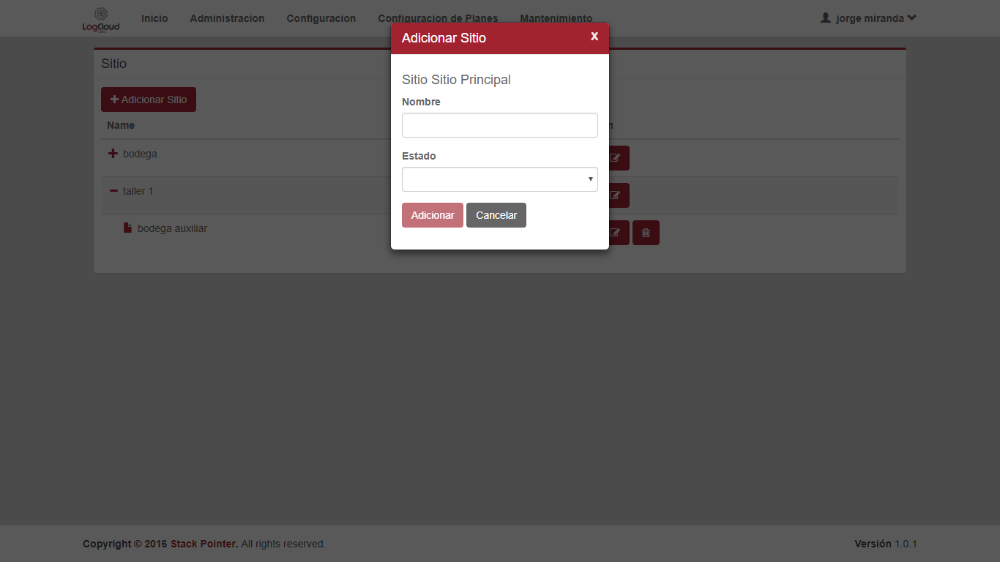 LogCloud
Inicio Administracion Configuracion Configuracion de Planes Mantenimiento jorge miranda
Adicionar Sitio x
Sitio
Sitio Sitio Principal
Adicionar Sitio
Nombre
Name
bodega
Estado
taller 1
Adicionar Cancelar
bodega auxiliar
Copyright © 2016 Stack Pointer. All rights reserved. Versión 1.0.1